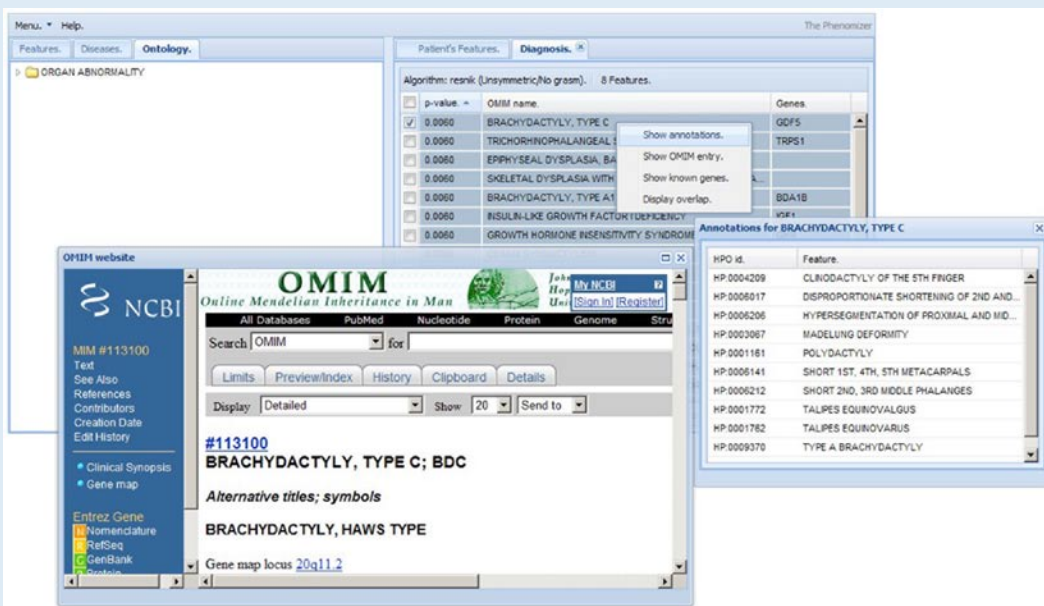 Menu. Help. The Phenomizer
Features. Diseases. Ontology. Patient's Features. Diagnosis.
ORGAN ABNORMALITY
Algorithm: resnik (Unsymmetric/No grasm). 8 Features.
p-value. OMIM name. Genes.
0.0060 BRACHYDACTYLY, TYPE C GDF5
0.0060 TRICHORHINOPHALANGEAL TRPS1
0.0060 EPIPHYSEAL DYSPLASIA, BA
0.0060 SKELETAL DYSPLASIA WITH A...
0.0060 BRACHYDACTYLY, TYPE A1 BDA1B
0.0060 INSULIN-LIKE GROWTH FACTOR I DEFICIENCY IGF1
0.0060 GROWTH HORMONE INSENSITIVITY SYNDROME
Show annotations.
Show OMIM entry.
Show known genes.
Display overlap.
Annotations for BRACHYDACTYLY, TYPE C
HPO id. Feature.
HP:0004209 CLINODACTYLY OF THE 5TH FINGER
HP:0006017 DISPROPORTIONATE SHORTENING OF 2ND AND...
HP:0006206 HYPERSEGMENTATION OF PROXIMAL AND MID...
HP:0003067 MADELUNG DEFORMITY
HP:0001161 POLYDACTYLY
HP:0006141 SHORT 1ST, 4TH, 5TH METACARPALS
HP:0006212 SHORT 2ND, 3RD MIDDLE PHALANGES
HP:0001772 TALIPES EQUINOVALGUS
HP:0001762 TALIPES EQUINOVARUS
HP:0009370 TYPE A BRACHYDACTYLY
OMIM website
NCBI
MIM #113100
Text
See Also
References
Contributors
Creation Date
Edit History
Clinical Synopsis
Gene map
Entrez Gene
Nomenclature
RefSeq
GenBank
Protein
OMIM
Online Mendelian Inheritance in Man
My NCBI
[Sign In] [Register]
All Databases PubMed Nucleotide Protein Genome Stru
Search OMIM for
Limits Preview/Index History Clipboard Details
Display Detailed Show 20 Send to
#113100
BRACHYDACTYLY, TYPE C; BDC
Alternative titles; symbols
BRACHYDACTYLY, HAWS TYPE
Gene map locus 20q11.2